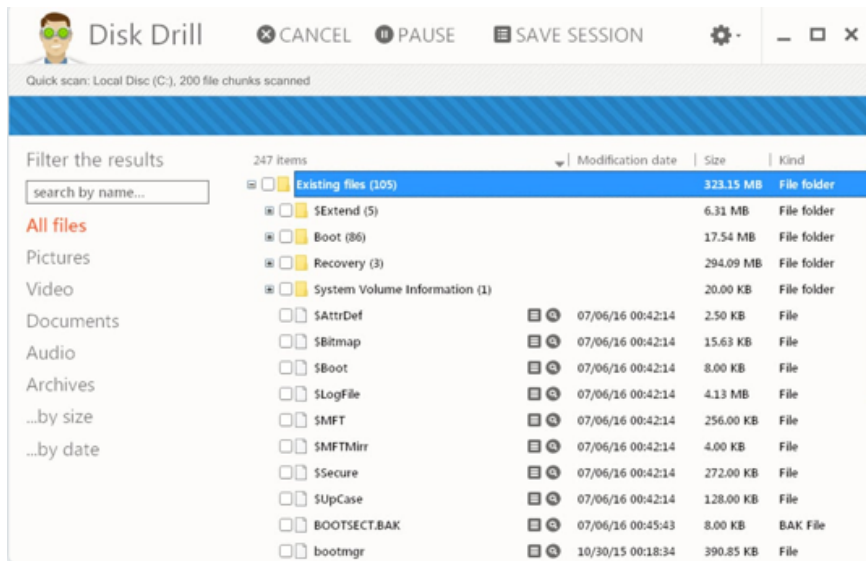 Disk Drill CANCEL PAUSE SAVE SESSION
Quick scan: Local Disc (C:), 200 file chunks scanned
Filter the results
search by name...
All files
Pictures
Video
Documents
Audio
Archives
...by size
...by date
247 items Modification date Size Kind
Existing files (105) 323.15 MB File folder
$Extend (5) 6.31 MB File folder
Boot (86) 17.54 MB File folder
Recovery (3) 294.09 MB File folder
System Volume Information (1) 20.00 KB File folder
$AttrDef 07/06/16 00:42:14 2.50 KB File
$Bitmap 07/06/16 00:42:14 15.63 KB File
$Boot 07/06/16 00:42:14 8.00 KB File
$LogFile 07/06/16 00:42:14 4.13 MB File
$MFT 07/06/16 00:42:14 256.00 KB File
$MFTMirr 07/06/16 00:42:14 4.00 KB File
$Secure 07/06/16 00:42:14 272.00 KB File
$UpCase 07/06/16 00:42:14 128.00 KB File
BOOTSECT.BAK 07/06/16 00:45:43 8.00 KB BAK File
bootmgr 10/30/15 00:18:34 390.85 KB File